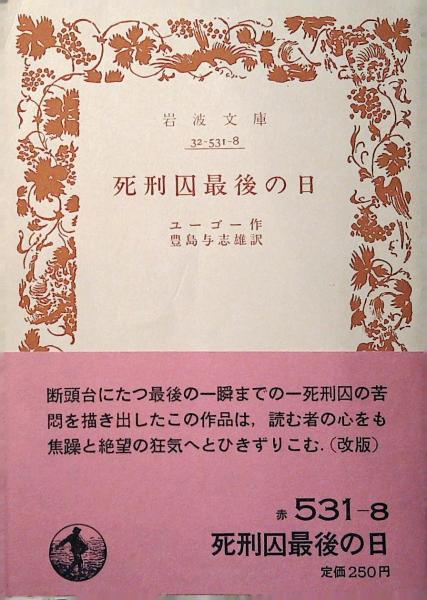 岩波文庫
32-531-8
死刑囚最後の日
ユーゴー作
豊島与志雄訳
断頭台にたつ最後の一瞬までの一死刑囚の苦
悶を描き出したこの作品は，読む者の心をも
焦躁と絶望の狂気へとひきずりこむ．（改版）
赤 531-8
死刑囚最後の日
定価250円